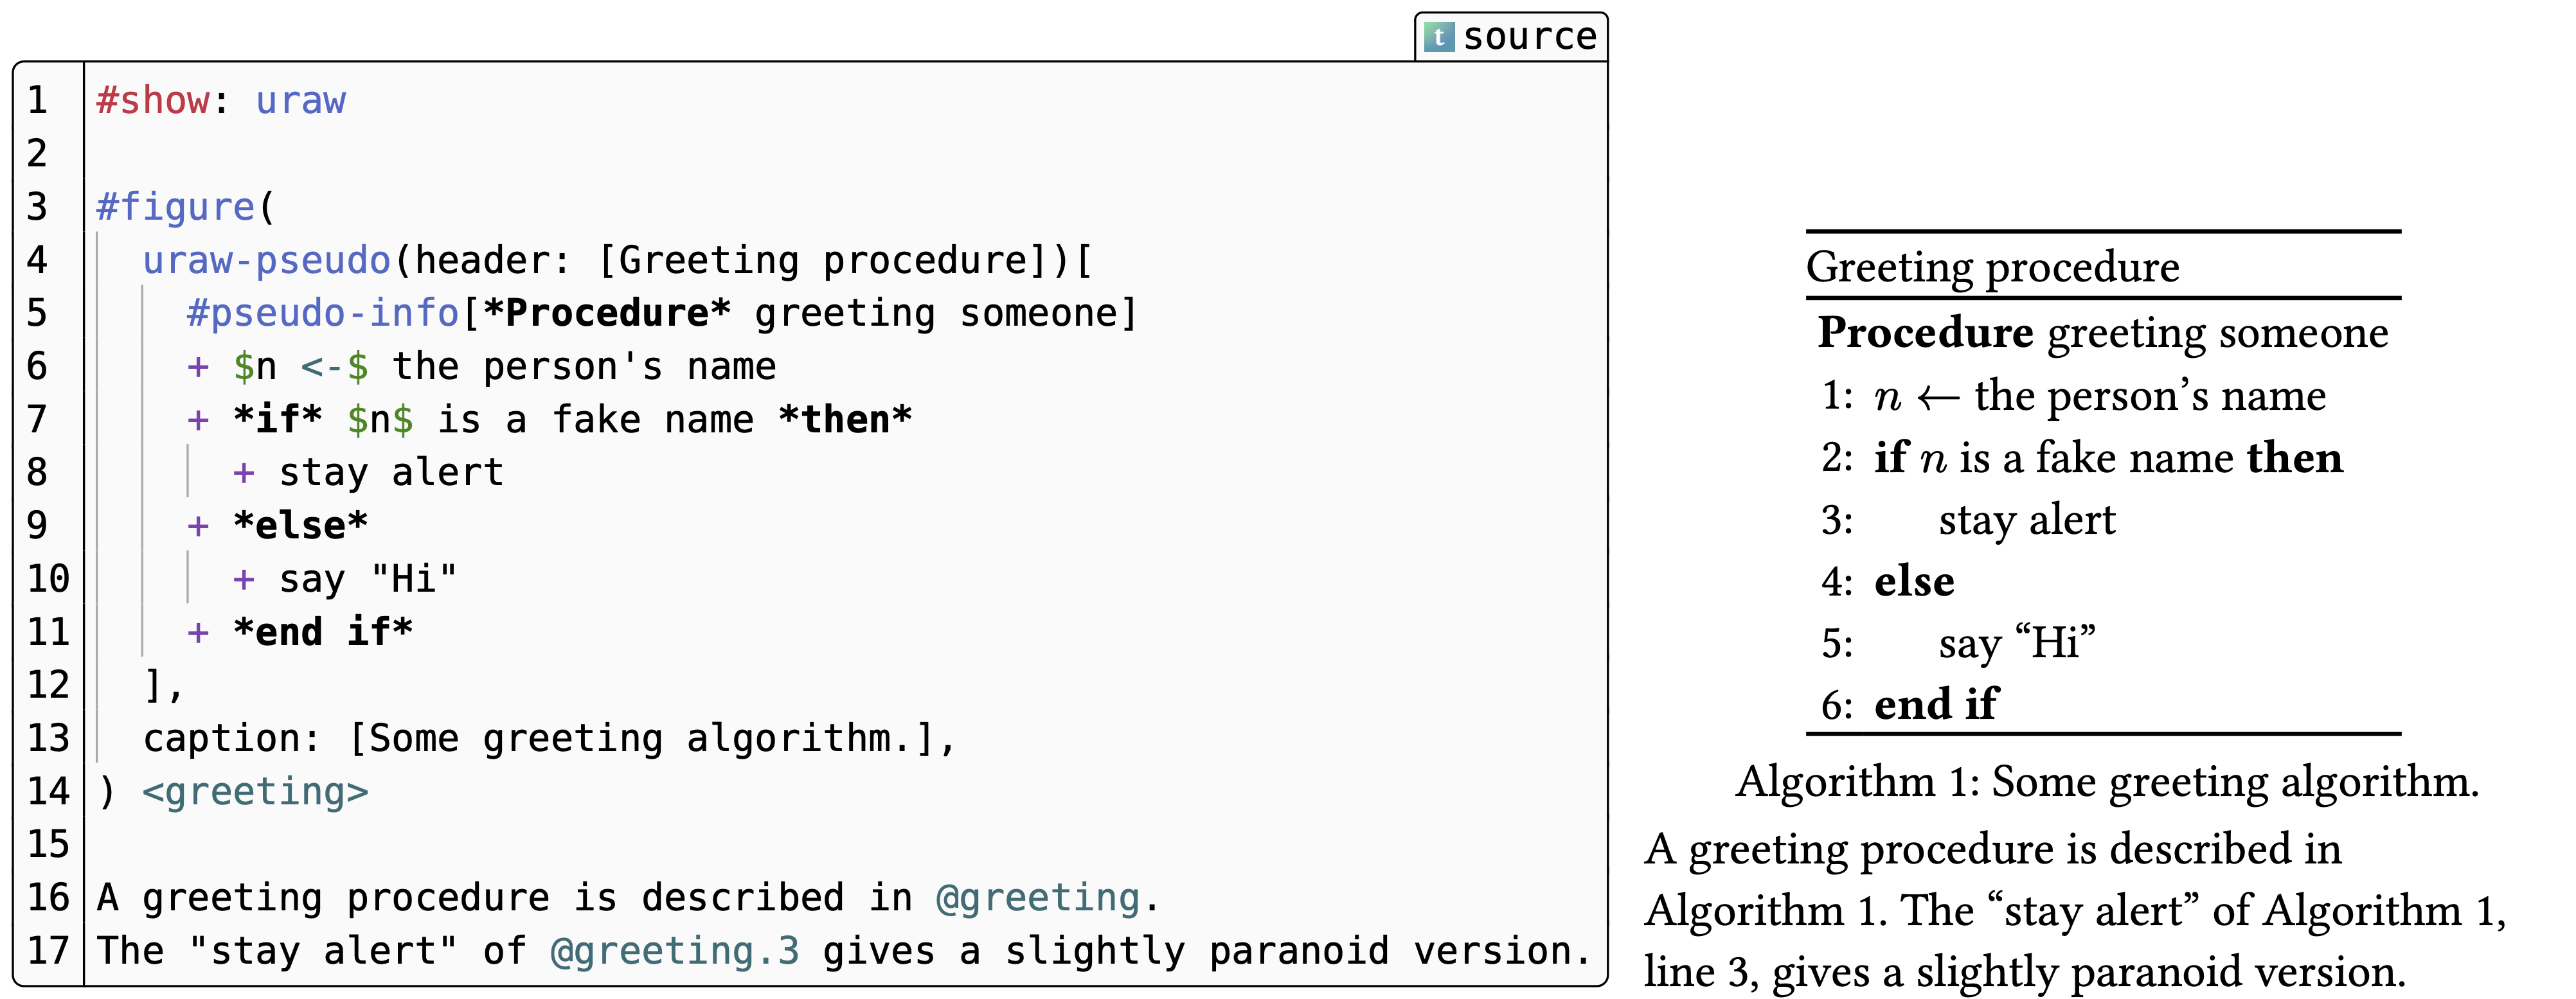 t source
1 #show: uraw
2
3 #figure(
4 uraw-pseudo(header: [Greeting procedure])[
5 #pseudo-info[*Procedure* greeting someone]
6 + $n <-$ the person's name
7 + *if* $n$ is a fake name *then*
8 + stay alert
9 + *else*
10 + say "Hi"
11 + *end if*
12 ],
13 caption: [Some greeting algorithm.],
14 ) <greeting>
15
16 A greeting procedure is described in @greeting.
17 The "stay alert" of @greeting.3 gives a slightly paranoid version.
Greeting procedure
Procedure greeting someone
1: n ← the person’s name
2: if n is a fake name then
3: stay alert
4: else
5: say “Hi”
6: end if
Algorithm 1: Some greeting algorithm.
A greeting procedure is described in
Algorithm 1. The “stay alert” of Algorithm 1,
line 3, gives a slightly paranoid version.